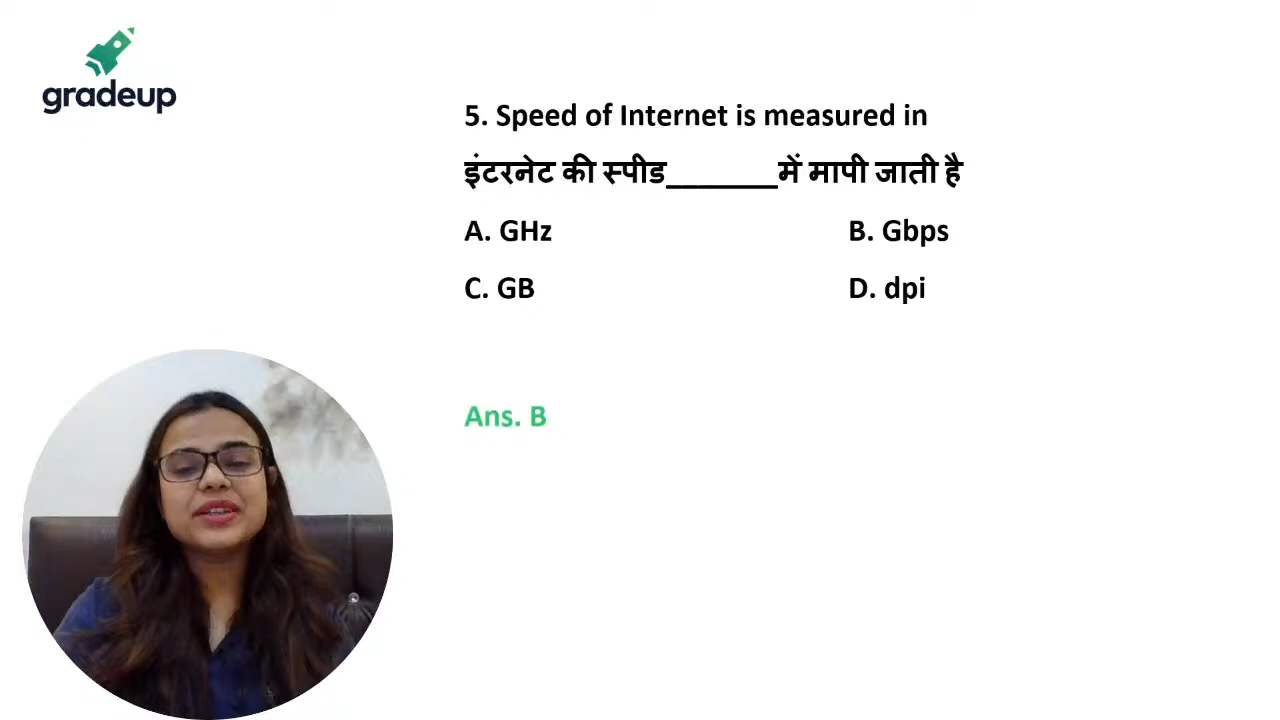 gradeup
5. Speed of Internet is measured in
इंटरनेट की स्पीड_______में मापी जाती है
A. GHz B. Gbps
C. GB D. dpi
Ans. B